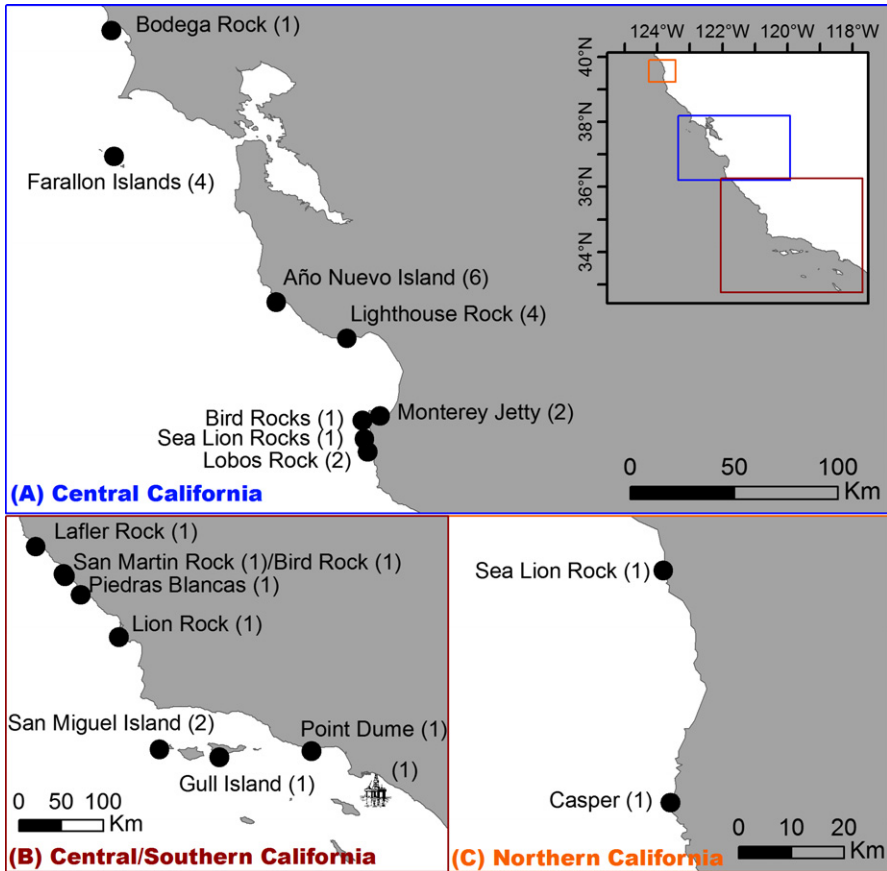 Bodega Rock (1)
Farallon Islands (4)
Año Nuevo Island (6)
Lighthouse Rock (4)
Bird Rocks (1)
Monterey Jetty (2)
Sea Lion Rocks (1)
Lobos Rock (2)
0 50 100
Km
(A) Central California
124°W 122°W 120°W 118°W
40°N
38°N
36°N
34°N
Lafler Rock (1)
San Martin Rock (1)/Bird Rock (1)
Piedras Blancas (1)
Lion Rock (1)
San Miguel Island (2)
Point Dume (1)
Gull Island (1)
(1)
0 50 100
Km
(B) Central/Southern California
Sea Lion Rock (1)
Casper (1)
0 10 20
Km
(C) Northern California